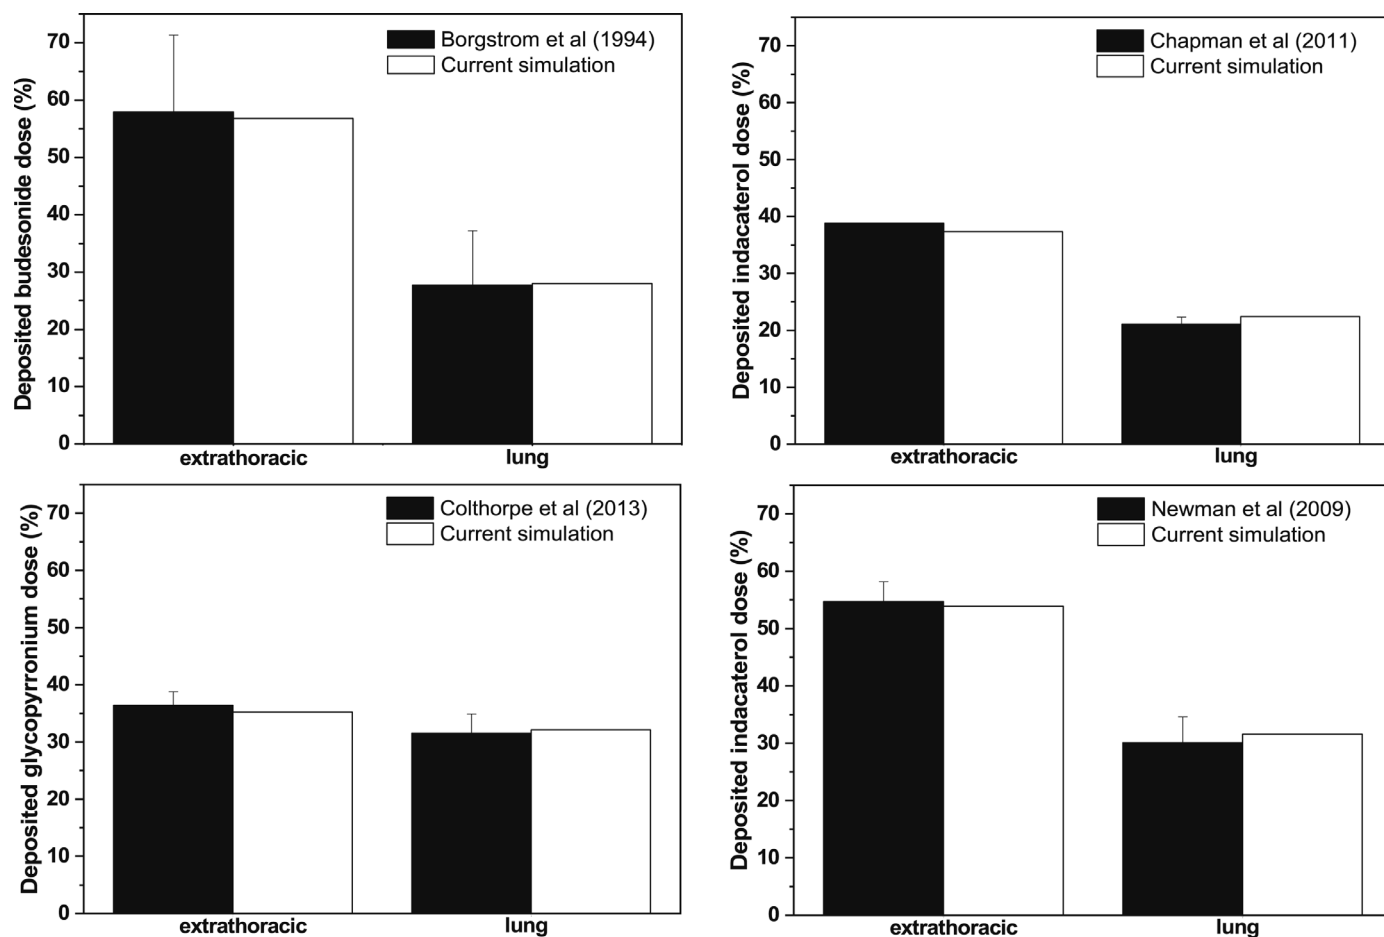 Deposited budesonide dose (%)
70
60
50
40
30
20
10
0
Borgstrom et al (1994)
Current simulation
extrathoracic
lung
Deposited indacaterol dose (%)
70
60
50
40
30
20
10
0
Chapman et al (2011)
Current simulation
extrathoracic
lung
Deposited glycopyrronium dose (%)
70
60
50
40
30
20
10
0
Colthorpe et al (2013)
Current simulation
extrathoracic
lung
Deposited indacaterol dose (%)
70
60
50
40
30
20
10
0
Newman et al (2009)
Current simulation
extrathoracic
lung